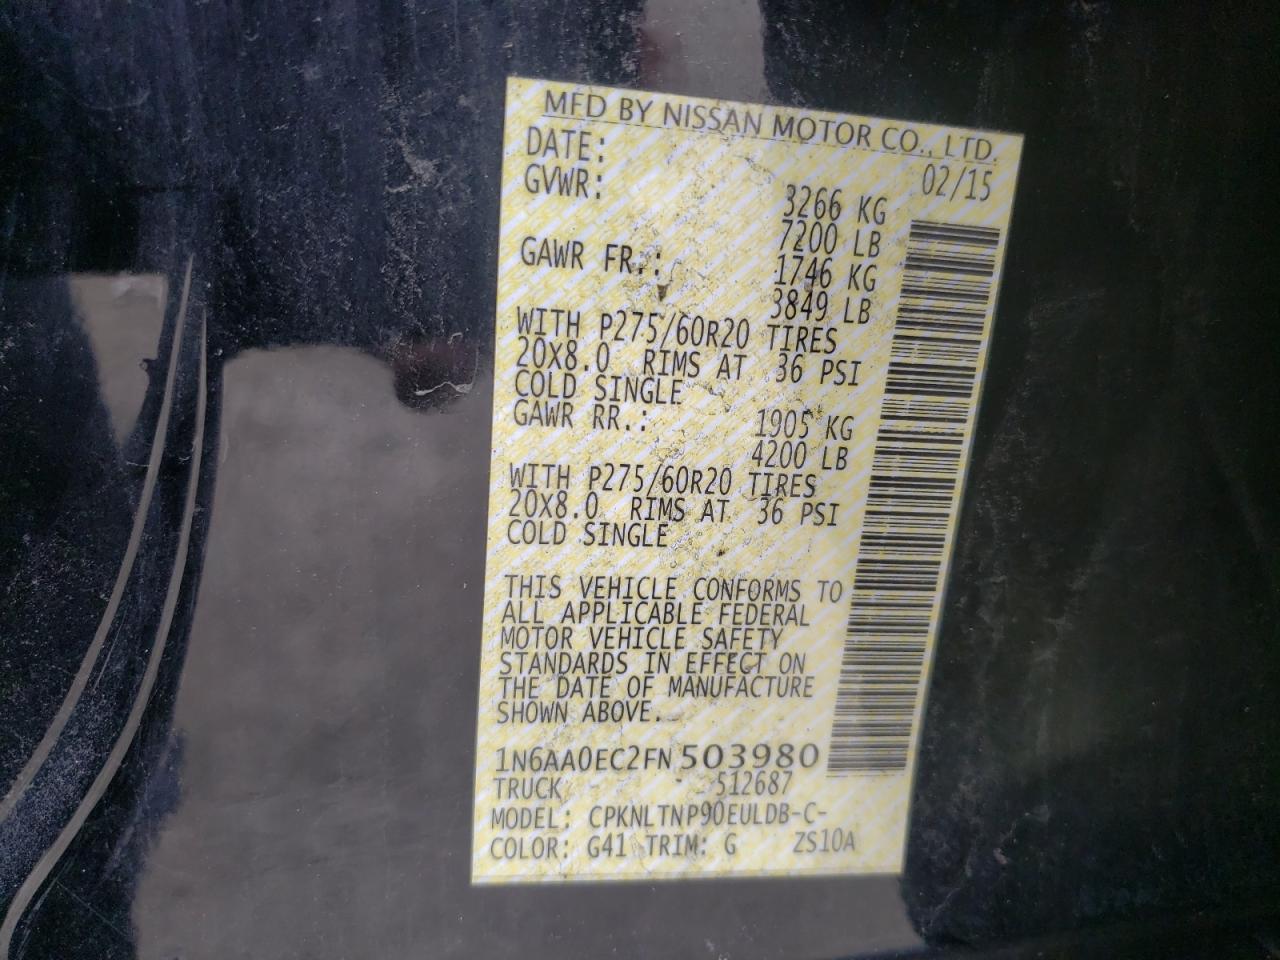 MFD BY NISSAN MOTOR CO., LTD.
DATE: 02/15
GVWR: 3266 KG
7200 LB
GAWR FR.: 1746 KG
3849 LB
WITH P275/60R20 TIRES
20X8.0 RIMS AT 36 PSI
COLD SINGLE
GAWR RR.: 1905 KG
4200 LB
WITH P275/60R20 TIRES
20X8.0 RIMS AT 36 PSI
COLD SINGLE
THIS VEHICLE CONFORMS TO
ALL APPLICABLE FEDERAL
MOTOR VEHICLE SAFETY
STANDARDS IN EFFECT ON
THE DATE OF MANUFACTURE
SHOWN ABOVE.
1N6AA0EC2FN503980
TRUCK 512687
MODEL: CPKNLTNP90EULDB-C-
COLOR: G41 TRIM: G ZS10A